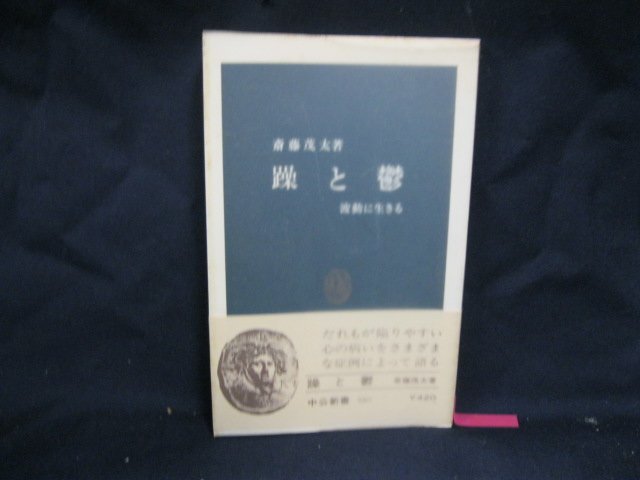 斎藤茂太著
躁と鬱
波動に生きる
だれもが陥りやすい
心の病いをさまざま
な症例によって語る
躁と鬱
斎藤茂太著
中公新書
¥420